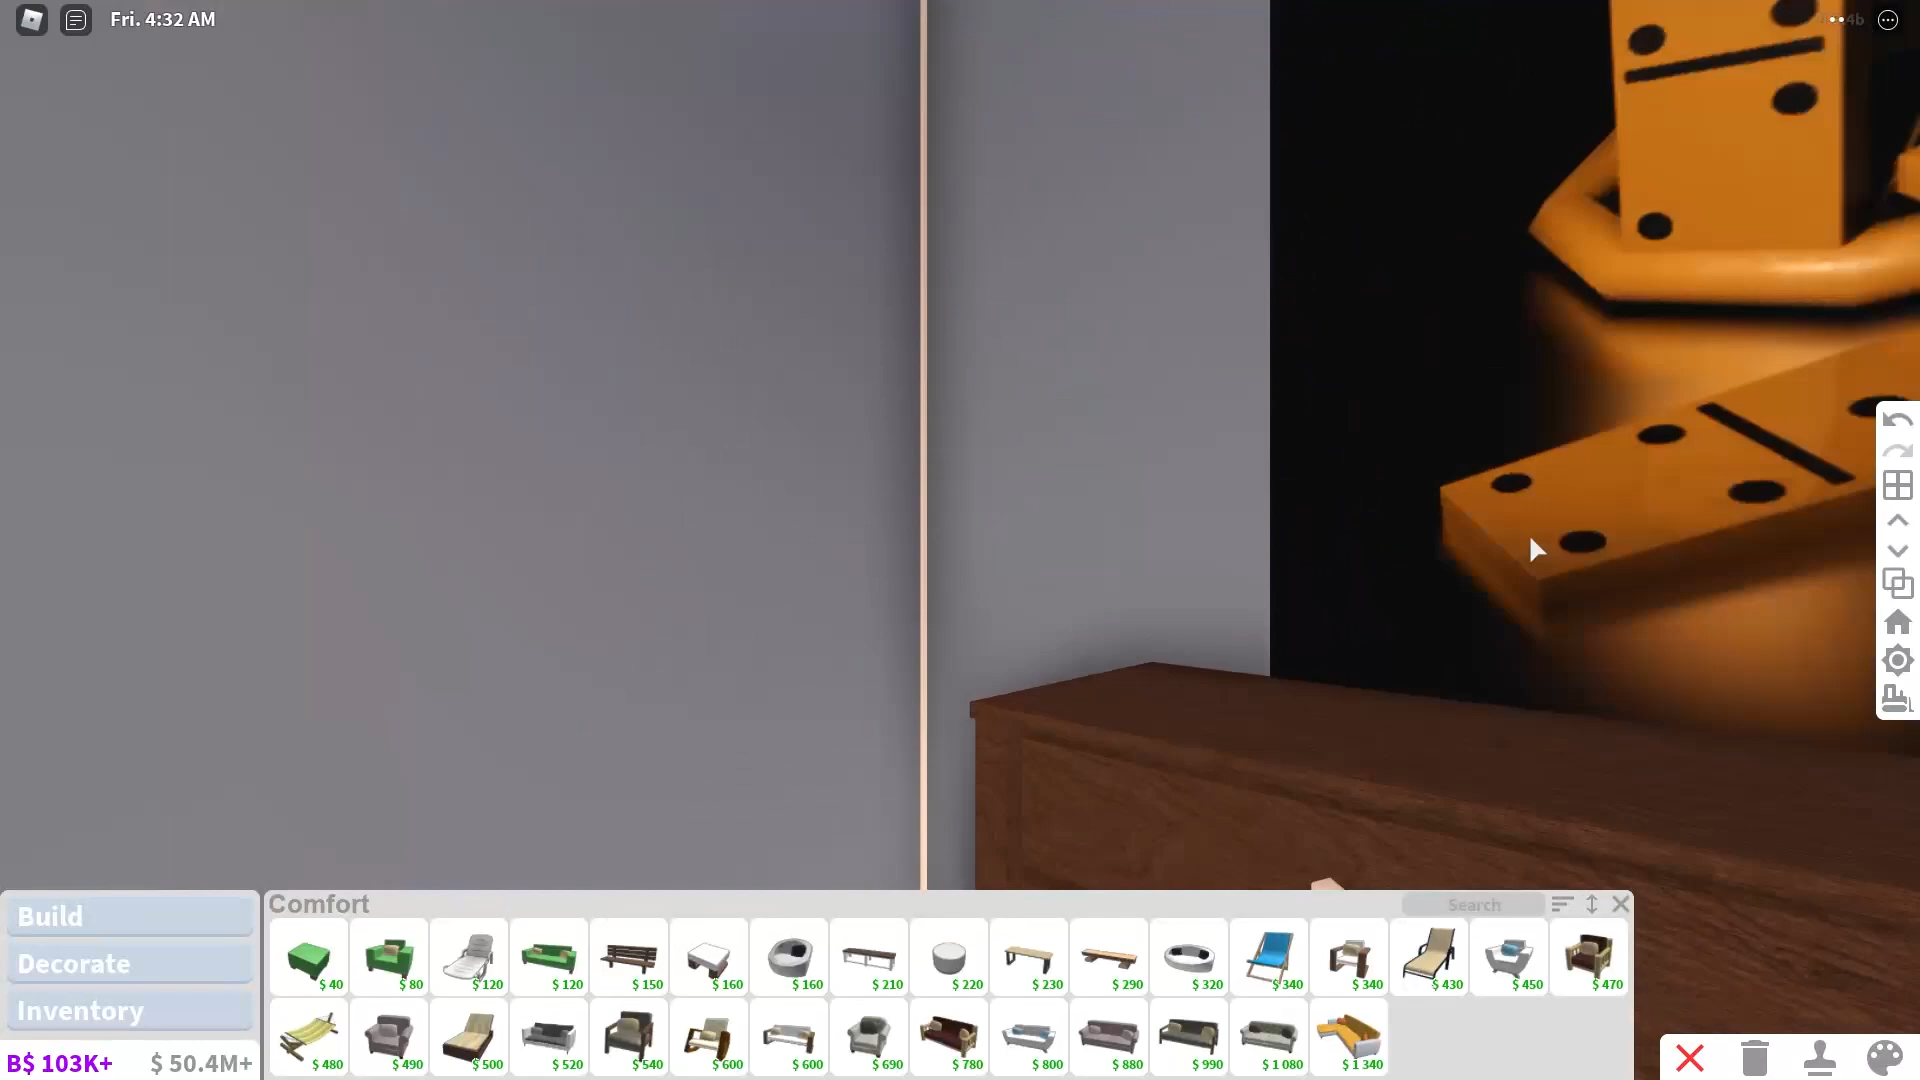 Fri. 4:32 AM
Comfort
Search
Build
Decorate
Inventory
B$ 103K+ $ 50.4M+
$ 40 $ 80 $ 120 $ 120 $ 150 $ 160 $ 160 $ 210 $ 220 $ 230 $ 290 $ 320 $ 340 $ 340 $ 430 $ 450 $ 470
$ 480 $ 490 $ 500 $ 520 $ 540 $ 600 $ 600 $ 690 $ 780 $ 800 $ 880 $ 990 $ 1 080 $ 1 340